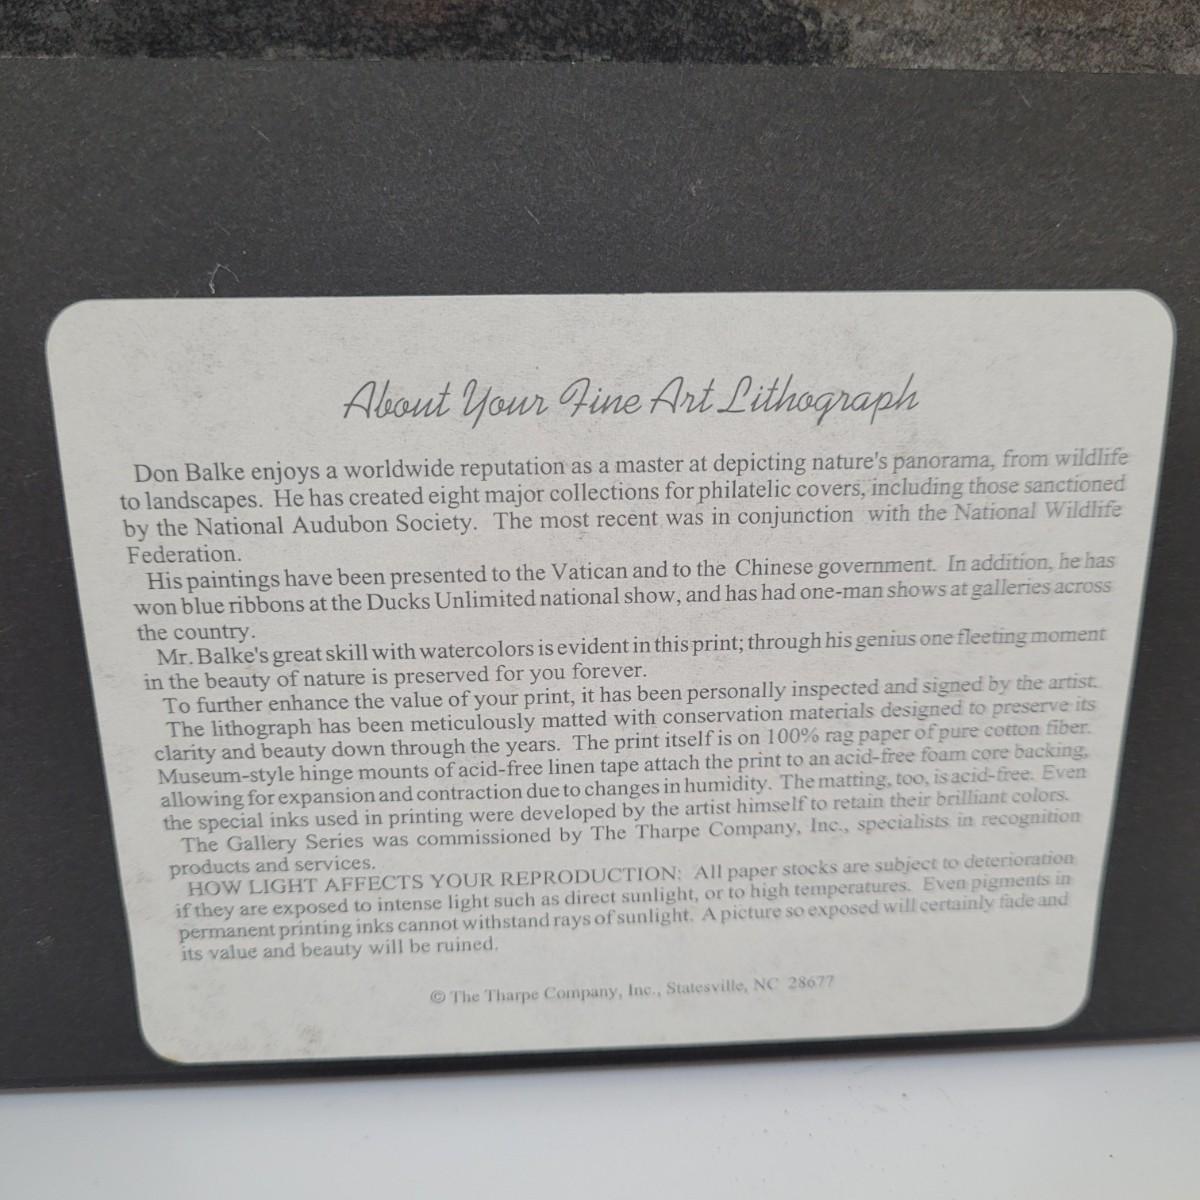 About Your Fine Art Lithograph
Don Balke enjoys a worldwide reputation as a master at depicting nature's panorama, from wildlife
to landscapes. He has created eight major collections for philatelic covers, including those sanctioned
by the National Audubon Society. The most recent was in conjunction with the National Wildlife
Federation.
His paintings have been presented to the Vatican and to the Chinese government. In addition, he has
won blue ribbons at the Ducks Unlimited national show, and has had one-man shows at galleries across
the country.
Mr. Balke's great skill with watercolors is evident in this print; through his genius one fleeting moment
in the beauty of nature is preserved for you forever.
To further enhance the value of your print, it has been personally inspected and signed by the artist.
The lithograph has been meticulously matted with conservation materials designed to preserve its
clarity and beauty down through the years. The print itself is on 100% rag paper of pure cotton fiber.
Museum-style hinge mounts of acid-free linen tape attach the print to an acid-free foam core backing,
allowing for expansion and contraction due to changes in humidity. The matting, too, is acid-free. Even
the special inks used in printing were developed by the artist himself to retain their brilliant colors.
The Gallery Series was commissioned by The Tharpe Company, Inc., specialists in recognition
products and services.
HOW LIGHT AFFECTS YOUR REPRODUCTION: All paper stocks are subject to deterioration
if they are exposed to intense light such as direct sunlight, or to high temperatures. Even pigments in
permanent printing inks cannot withstand rays of sunlight. A picture so exposed will certainly fade and
its value and beauty will be ruined.
© The Tharpe Company, Inc., Statesville, NC 28677